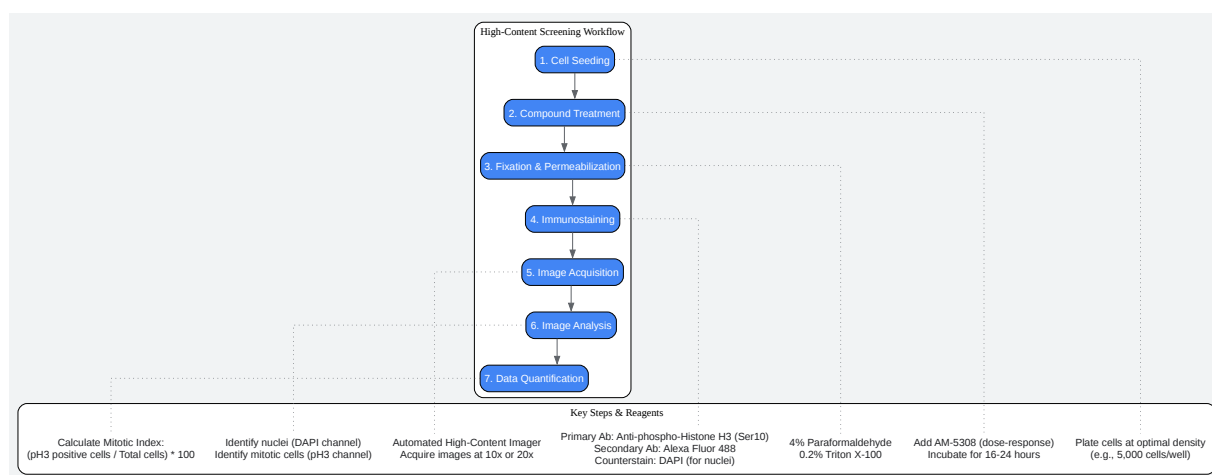 High-Content Screening Workflow
1. Cell Seeding
2. Compound Treatment
3. Fixation & Permeabilization
4. Immunostaining
5. Image Acquisition
6. Image Analysis
7. Data Quantification
Key Steps & Reagents
Calculate Mitotic Index:
(pH3 positive cells / Total cells) * 100
Identify nuclei (DAPI channel)
Identify mitotic cells (pH3 channel)
Automated High-Content Imager
Acquire images at 10x or 20x
Primary Ab: Anti-phospho-Histone H3 (Ser10)
Secondary Ab: Alexa Fluor 488
Counterstain: DAPI (for nuclei)
4% Paraformaldehyde
0.2% Triton X-100
Add AM-5308 (dose-response)
Incubate for 16-24 hours
Plate cells at optimal density
(e.g., 5,000 cells/well)